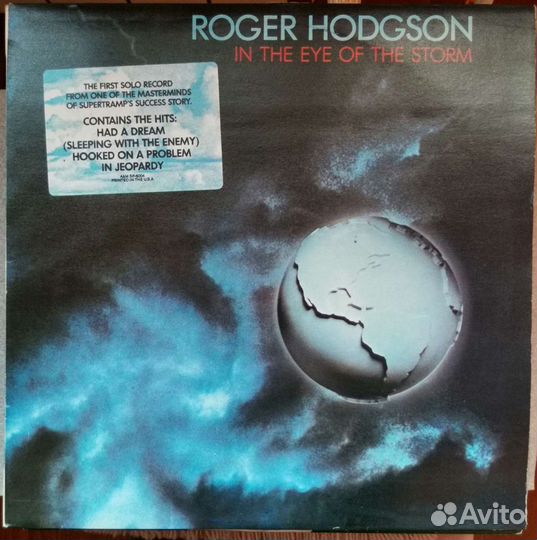 ROGER HODGSON
IN THE EYE OF THE STORM
THE FIRST SOLO RECORD
FROM ONE OF THE MASTERMINDS
OF SUPERTRAMP'S SUCCESS STORY.
CONTAINS THE HITS:
HAD A DREAM
(SLEEPING WITH THE ENEMY)
HOOKED ON A PROBLEM
IN JEOPARDY
PRINTED IN THE U.S.A
Avito